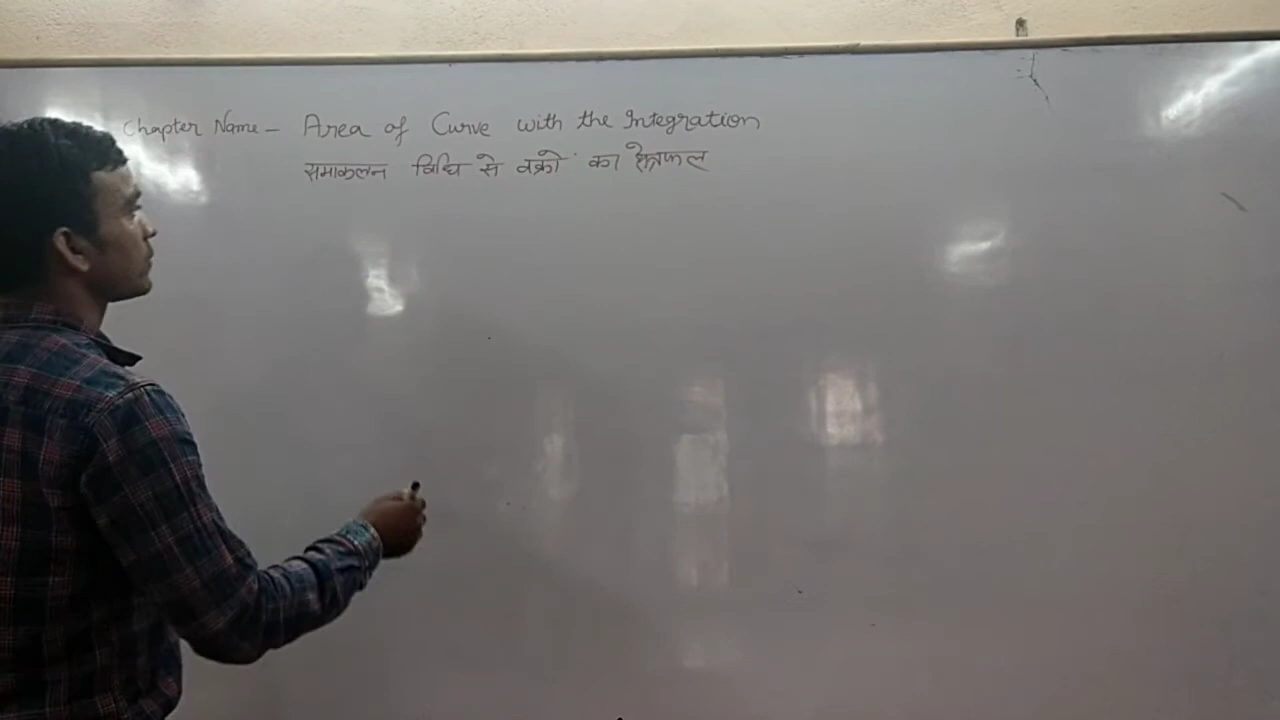 Chapter Name - Area of Curve with the Integration
समाकलन विधि से वक्रो का क्षेत्रफल